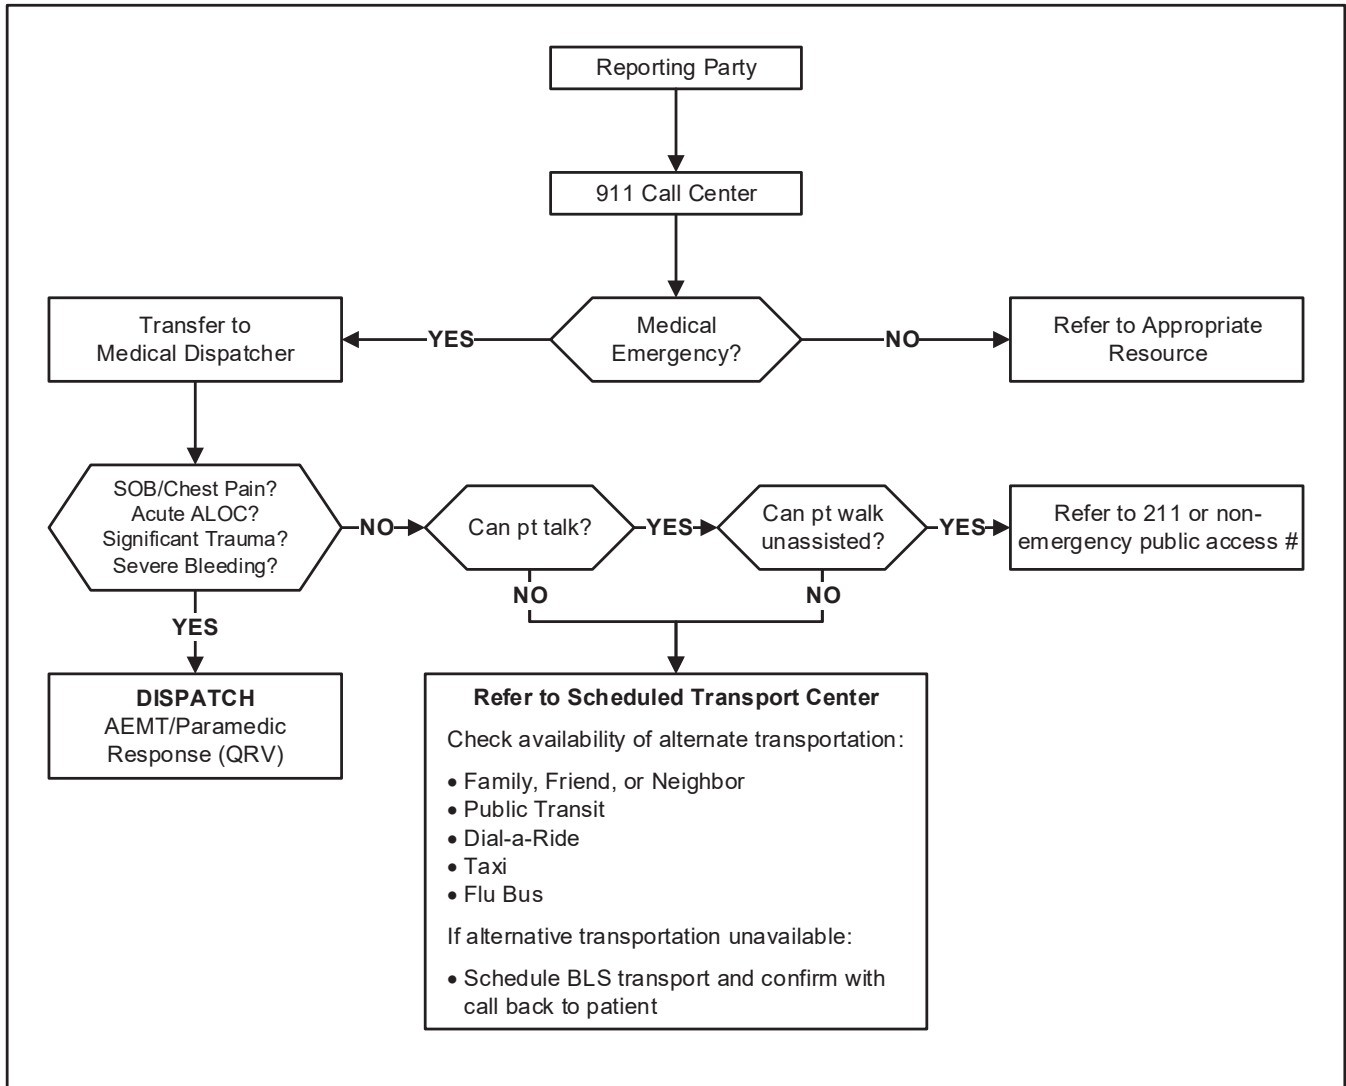 Reporting Party
911 Call Center
Medical
Emergency?
YES
NO
Transfer to
Medical Dispatcher
Refer to Appropriate
Resource
SOB/Chest Pain?
Acute ALOC?
Significant Trauma?
Severe Bleeding?
NO
Can pt talk?
YES
Can pt walk
unassisted?
YES
Refer to 211 or non-
emergency public access #
YES
NO
NO
DISPATCH
AEMT/Paramedic
Response (QRV)
Refer to Scheduled Transport Center
Check availability of alternate transportation:
• Family, Friend, or Neighbor
• Public Transit
• Dial-a-Ride
• Taxi
• Flu Bus
If alternative transportation unavailable:
• Schedule BLS transport and confirm with
call back to patient